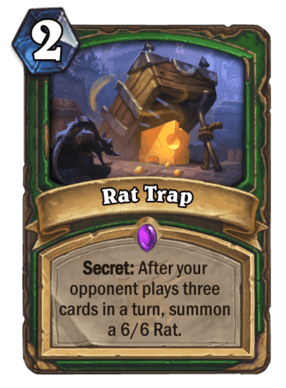 2
Rat Trap
Secret: After your
opponent plays three
cards in a turn, summon
a 6/6 Rat.